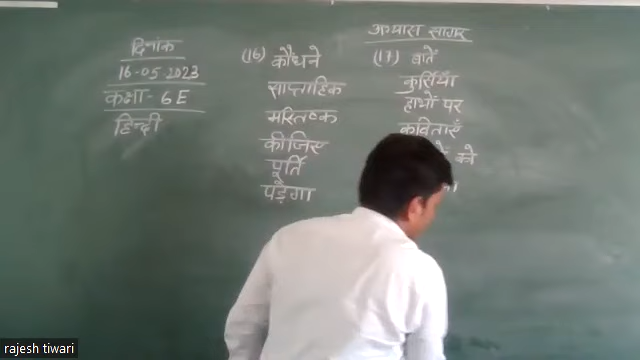 दिनांक
16-05-2023
कक्षा - 6E
हिन्दी
अभ्यास सागर
(16) कौंधने
साप्ताहिक
मस्तिष्क
कीजिए
पूर्ति
पड़ेगा
(17) बातें
कुर्सियाँ
हाथों पर
कविताएँ
को
rajesh tiwari